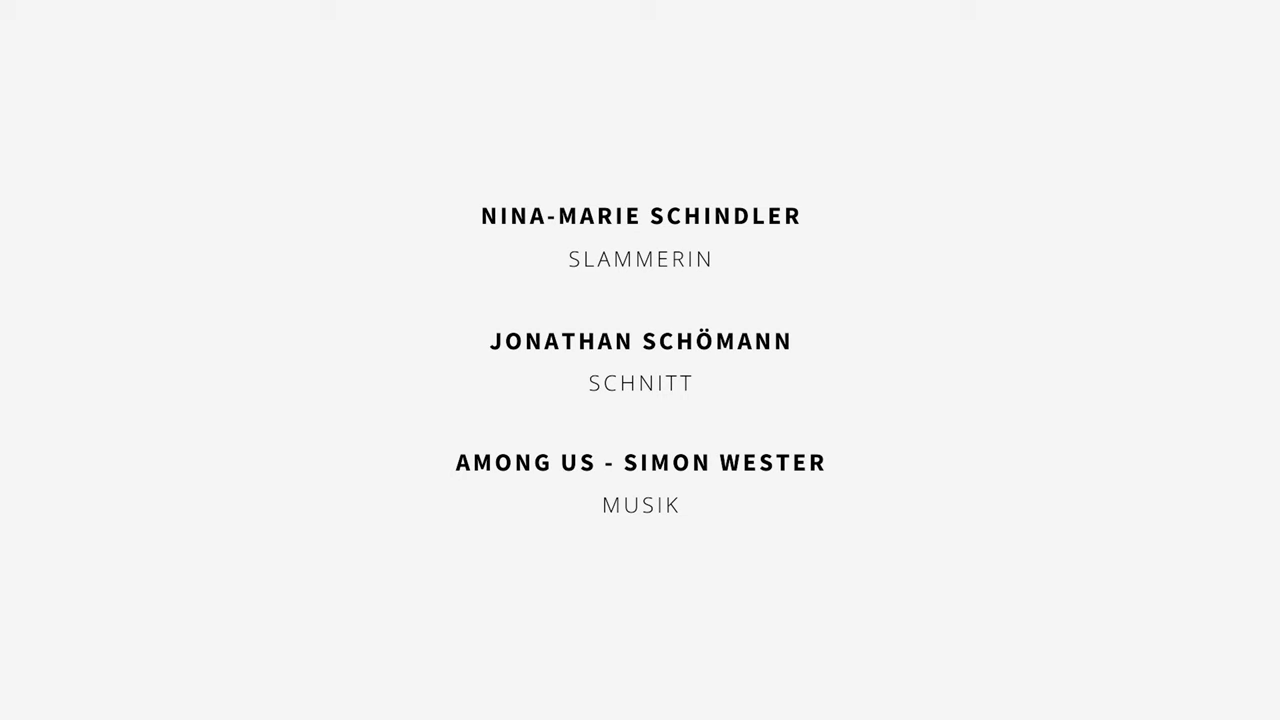 NINA-MARIE SCHINDLER
SLAMMERIN
JONATHAN SCHÖMANN
SCHNITT
AMONG US - SIMON WESTER
MUSIK